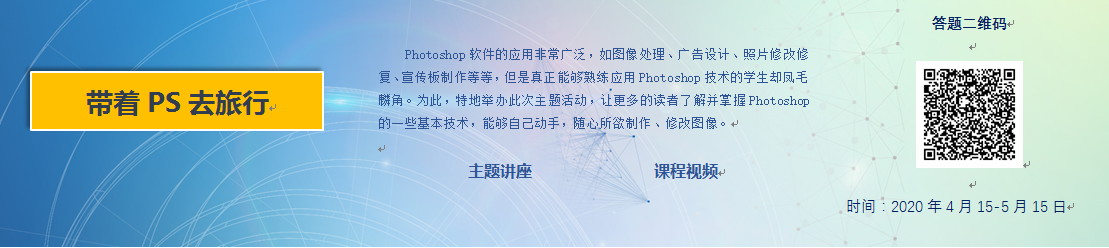 带着 PS 去旅行
Photoshop 软件的应用非常广泛，如图像处理、广告设计、照片修改修
复、宣传板制作等等，但是真正能够熟练应用 Photoshop 技术的学生却凤毛
麟角。为此，特地举办此次主题活动，让更多的读者了解并掌握 Photoshop
的一些基本技术，能够自己动手，随心所欲制作、修改图像。
主题讲座 课程视频
答题二维码
时间：2020 年 4 月 15-5 月 15 日